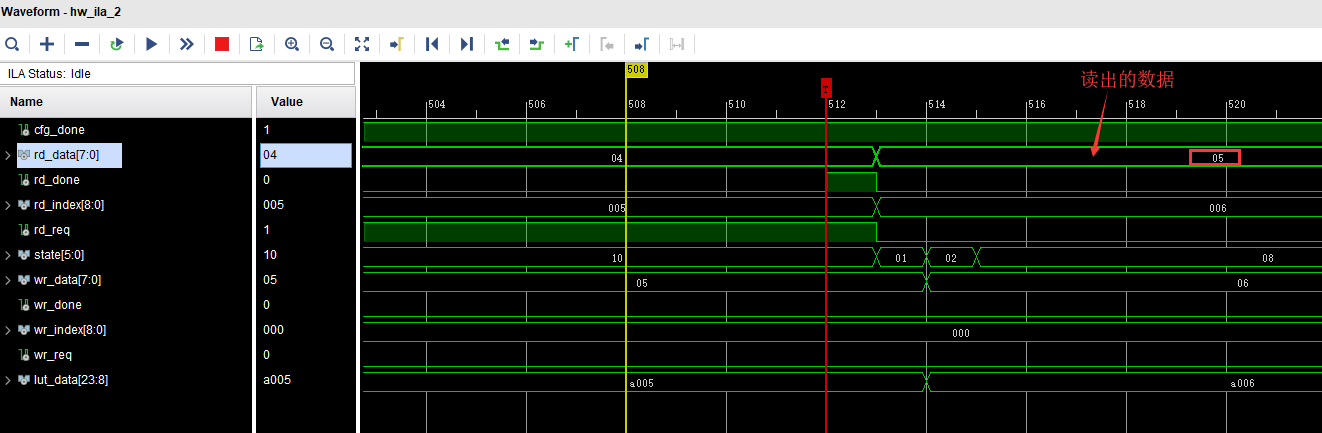 Waveform - hw_ila_2
ILA Status: Idle
508
读出的数据
Name Value
504 506 508 510 512 514 516 518 520
cfg_done 1
rd_data[7:0] 04 04 05
rd_done 0
rd_index[8:0] 005 005 006
rd_req 1
state[5:0] 10 10 01 02 08
wr_data[7:0] 05 05 06
wr_done 0
wr_index[8:0] 000 000
wr_req 0
lut_data[23:8] a005 a005 a006